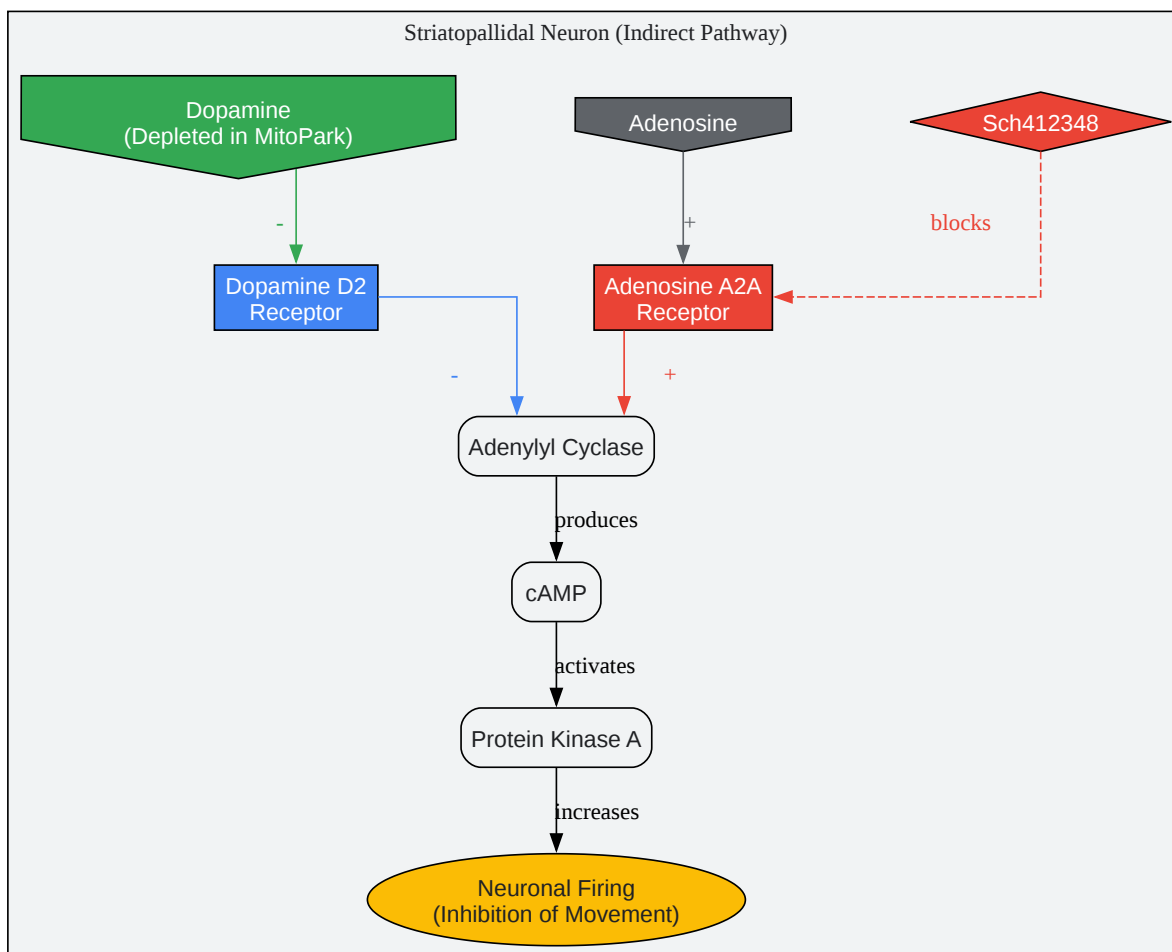 Striatopallidal Neuron (Indirect Pathway)
Dopamine
(Depleted in MitoPark)
Adenosine
Sch412348
-
+
blocks
Dopamine D2
Receptor
Adenosine A2A
Receptor
-
+
Adenylyl Cyclase
produces
cAMP
activates
Protein Kinase A
increases
Neuronal Firing
(Inhibition of Movement)